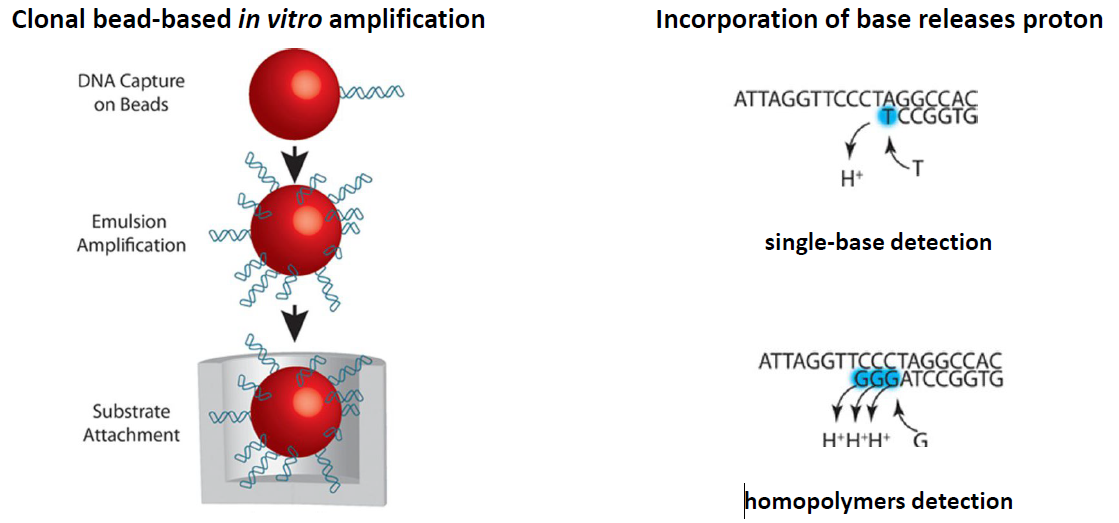 Clonal bead-based in vitro amplification
DNA Capture
on Beads
Emulsion
Amplification
Substrate
Attachment
Incorporation of base releases proton
ATTAGGTTCCCTAGGCCAC
TCCGGTG
H+
T
single-base detection
ATTAGGTTCCCTAGGCCAC
GGGATCCGGTG
H+H+H+
G
homopolymers detection